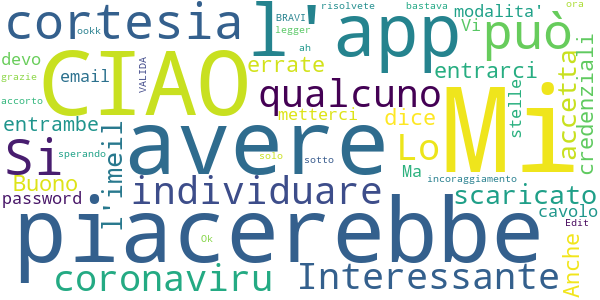 cortesia
l'app
può
risolvete
bastava
modalita'
ora
BRAVI
Vi
legger
ookk
ah
devo
email
CIAO
VALIDA
errate
entrarci
accetta
credenziali
grazie
qualcuno
stelle
accorto
metterci
dice
entrambe
l'imeil
avere
Mi
Si
sperando
solo
sotto
Lo
Ma
incoraggiamento
Buono
individuare
password
scaricato
cavolo
piacerebbe
Edit
Ok
Anche
coronaviru
Interessante